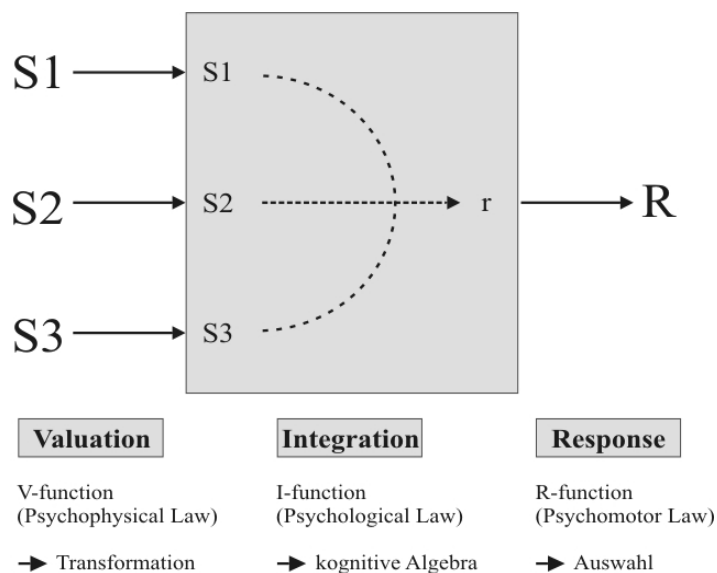 S1
S1
S2
S2
r
R
S3
S3
Valuation
Integration
Response
V-function
(Psychophysical Law)
I-function
(Psychological Law)
R-function
(Psychomotor Law)
Transformation
kognitive Algebra
Auswahl